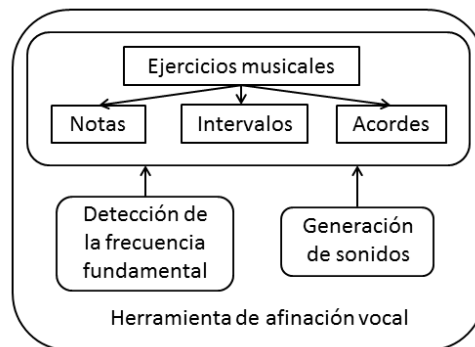 Ejercicios musicales
Notas
Intervalos
Acordes
Detección de
la frecuencia
fundamental
Generación
de sonidos
Herramienta de afinación vocal